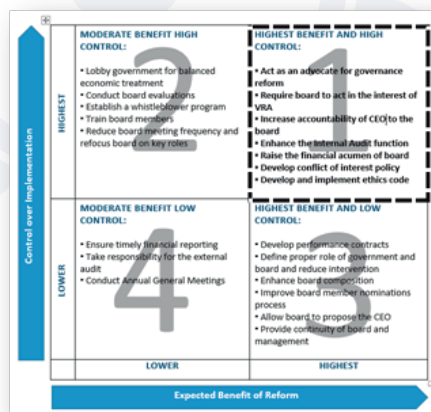 MODERATE BENEFIT HIGH
CONTROL:
▪ Lobby government for balanced
economic treatment
▪ Conduct board evaluations
▪ Establish a whistleblower program
▪ Train board members
▪ Reduce board meeting frequency and
refocus board on key roles
2
HIGHEST BENEFIT AND HIGH
CONTROL:
▪ Act as an advocate for governance
reform
▪ Require board to act in the interest of
VRA
▪ Increase accountability of CEO to the
board
▪ Enhance the Internal Audit function
▪ Raise the financial acumen of board
▪ Develop conflict of interest policy
▪ Develop and implement ethics code
1
HIGHEST
Control over Implementation
MODERATE BENEFIT LOW
CONTROL:
▪ Ensure timely financial reporting
▪ Take responsibility for the external
audit
▪ Conduct Annual General Meetings
4
HIGHEST BENEFIT AND LOW
CONTROL:
▪ Develop performance contracts
▪ Define proper role of government and
board and reduce intervention
▪ Enhance board composition
▪ Improve board member nominations
process
▪ Allow board to propose the CEO
▪ Provide continuity of board and
management
3
LOWER
LOWER
HIGHEST
Expected Benefit of Reform